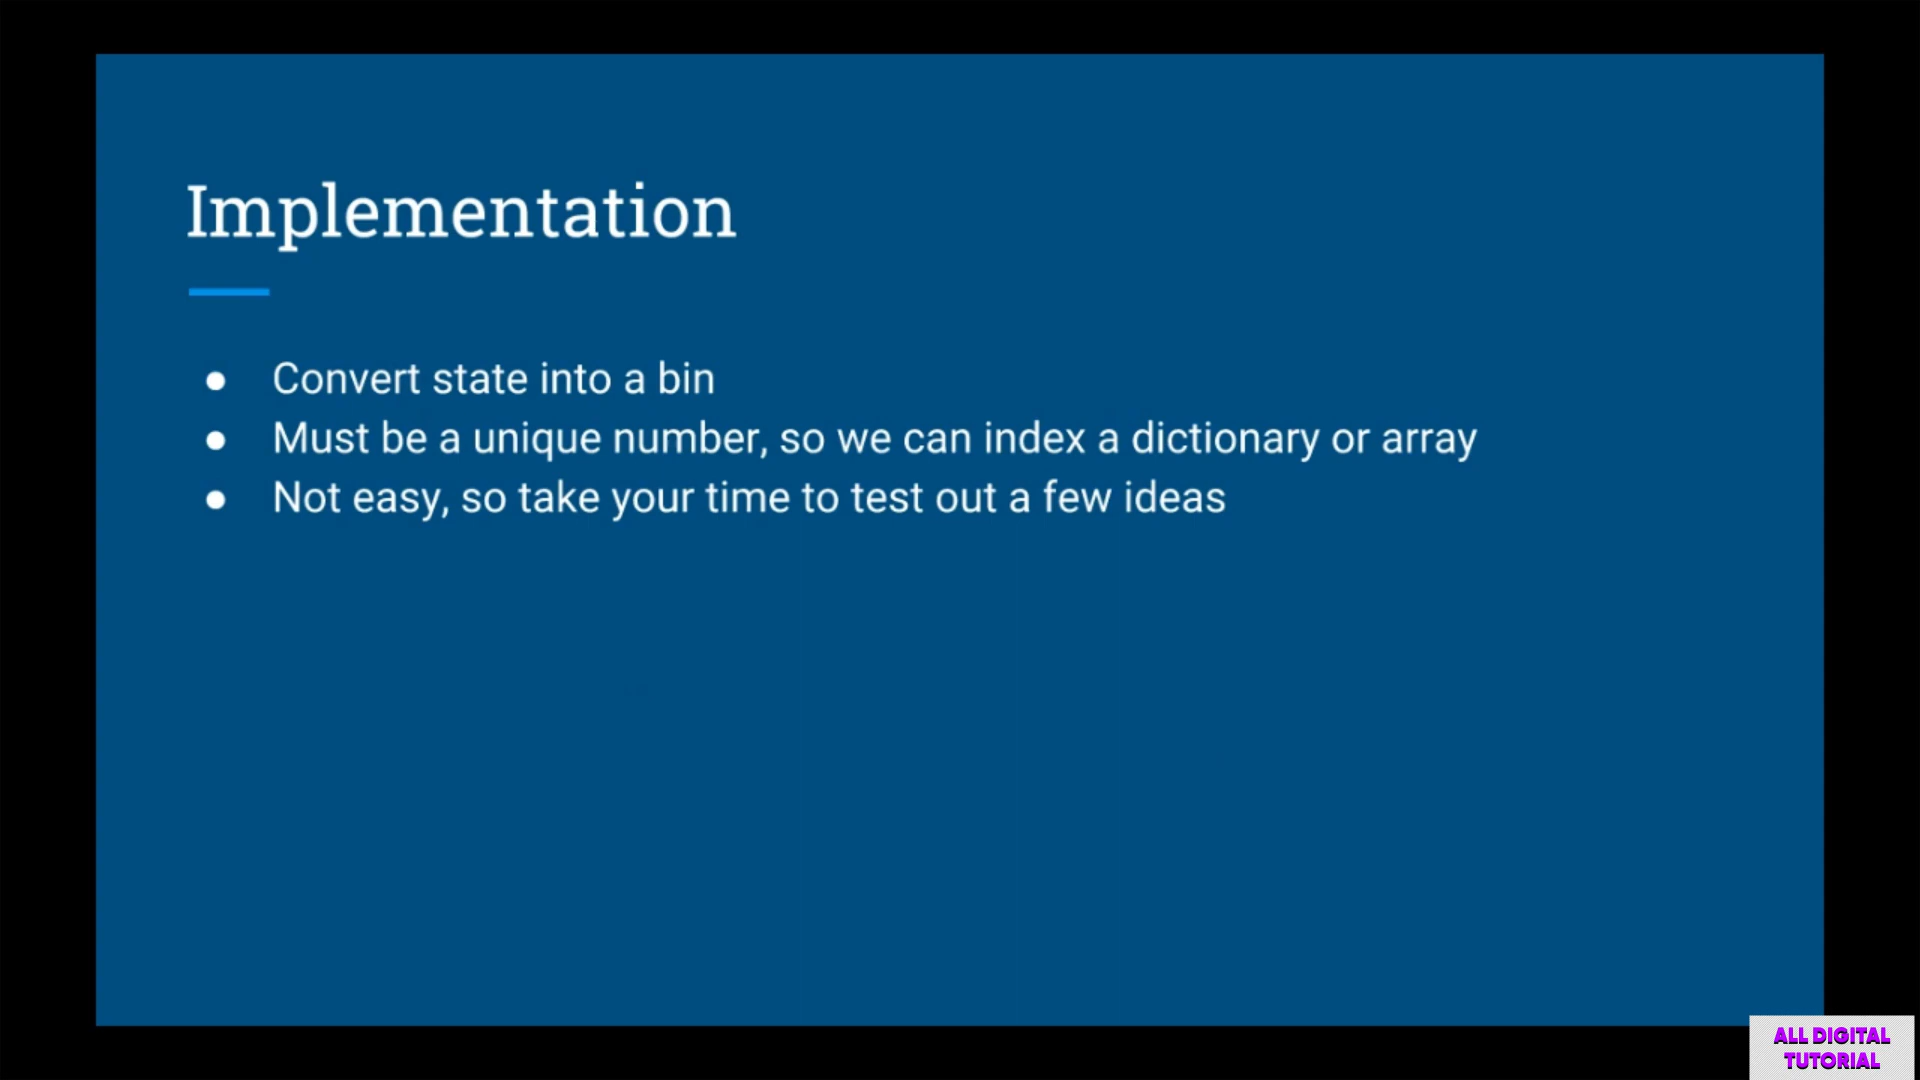 Implementation
● Convert state into a bin
● Must be a unique number, so we can index a dictionary or array
● Not easy, so take your time to test out a few ideas
ALL DIGITAL
TUTORIAL